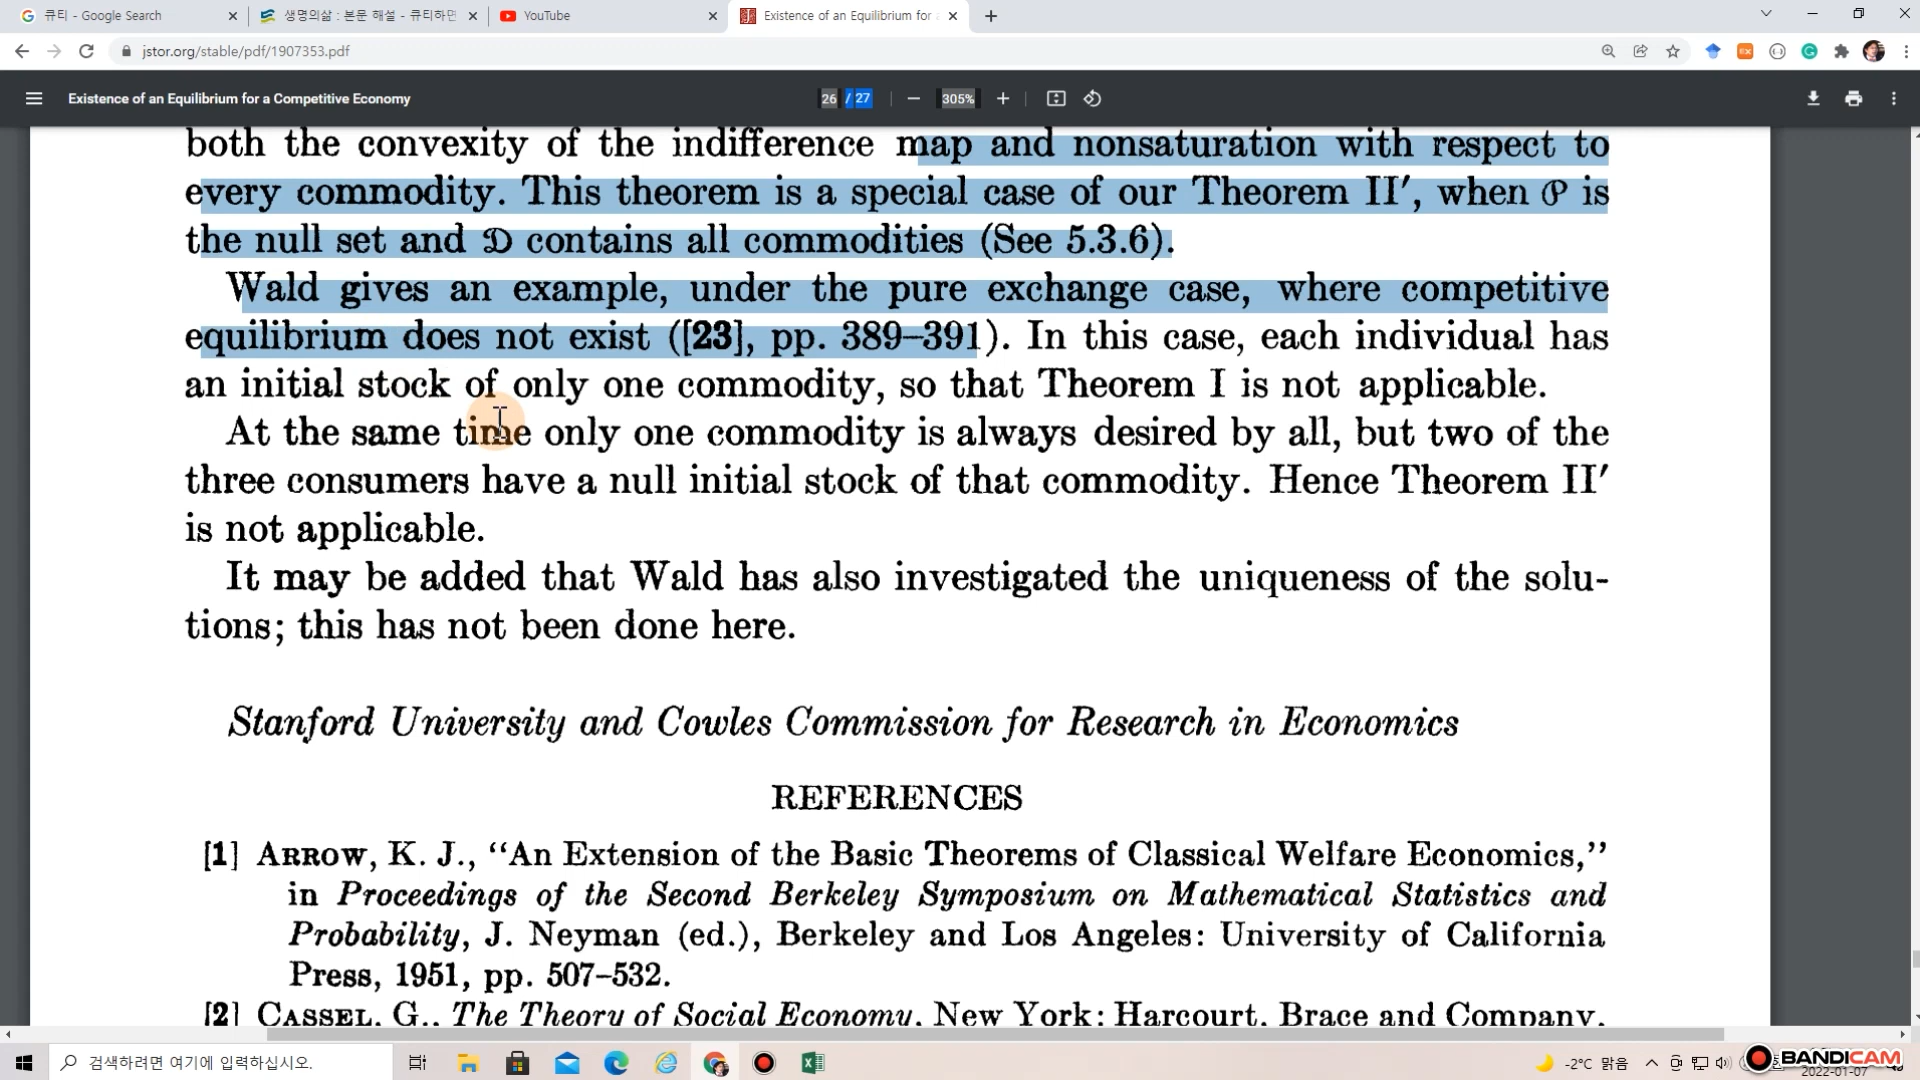 큐티 - Google Search
생명의삶 : 본문 해설 - 큐티하면
YouTube
Existence of an Equilibrium for a
jstor.org/stable/pdf/1907353.pdf
Existence of an Equilibrium for a Competitive Economy
26 / 27
305%
both the convexity of the indifference map and nonsaturation with respect to
every commodity. This theorem is a special case of our Theorem II′, when 𝒫 is
the null set and 𝔇 contains all commodities (See 5.3.6).
Wald gives an example, under the pure exchange case, where competitive
equilibrium does not exist ([23], pp. 389–391). In this case, each individual has
an initial stock of only one commodity, so that Theorem I is not applicable.
At the same time only one commodity is always desired by all, but two of the
three consumers have a null initial stock of that commodity. Hence Theorem II′
is not applicable.
It may be added that Wald has also investigated the uniqueness of the solu-
tions; this has not been done here.
Stanford University and Cowles Commission for Research in Economics
REFERENCES
[1] ARROW, K. J., “An Extension of the Basic Theorems of Classical Welfare Economics,”
in Proceedings of the Second Berkeley Symposium on Mathematical Statistics and
Probability, J. Neyman (ed.), Berkeley and Los Angeles: University of California
Press, 1951, pp. 507–532.
[2] CASSEL, G., The Theory of Social Economy, New York: Harcourt, Brace and Company,
검색하려면 여기에 입력하십시오.
-2°C 맑음
BANDICAM
2022-01-07